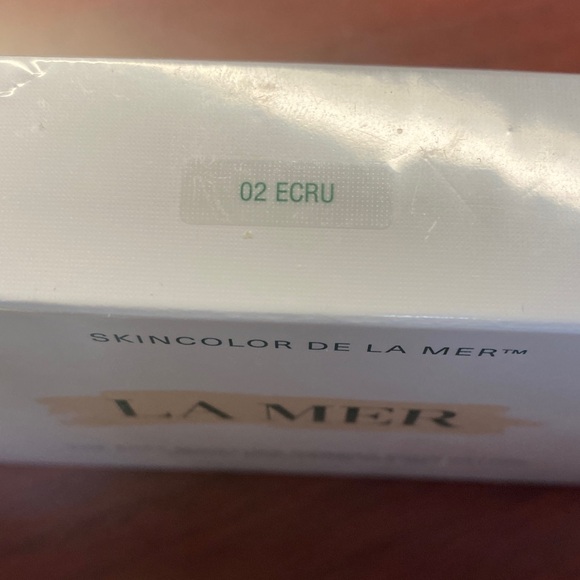 02 ECRU
SKINCOLOR DE LA MER™
LA MER